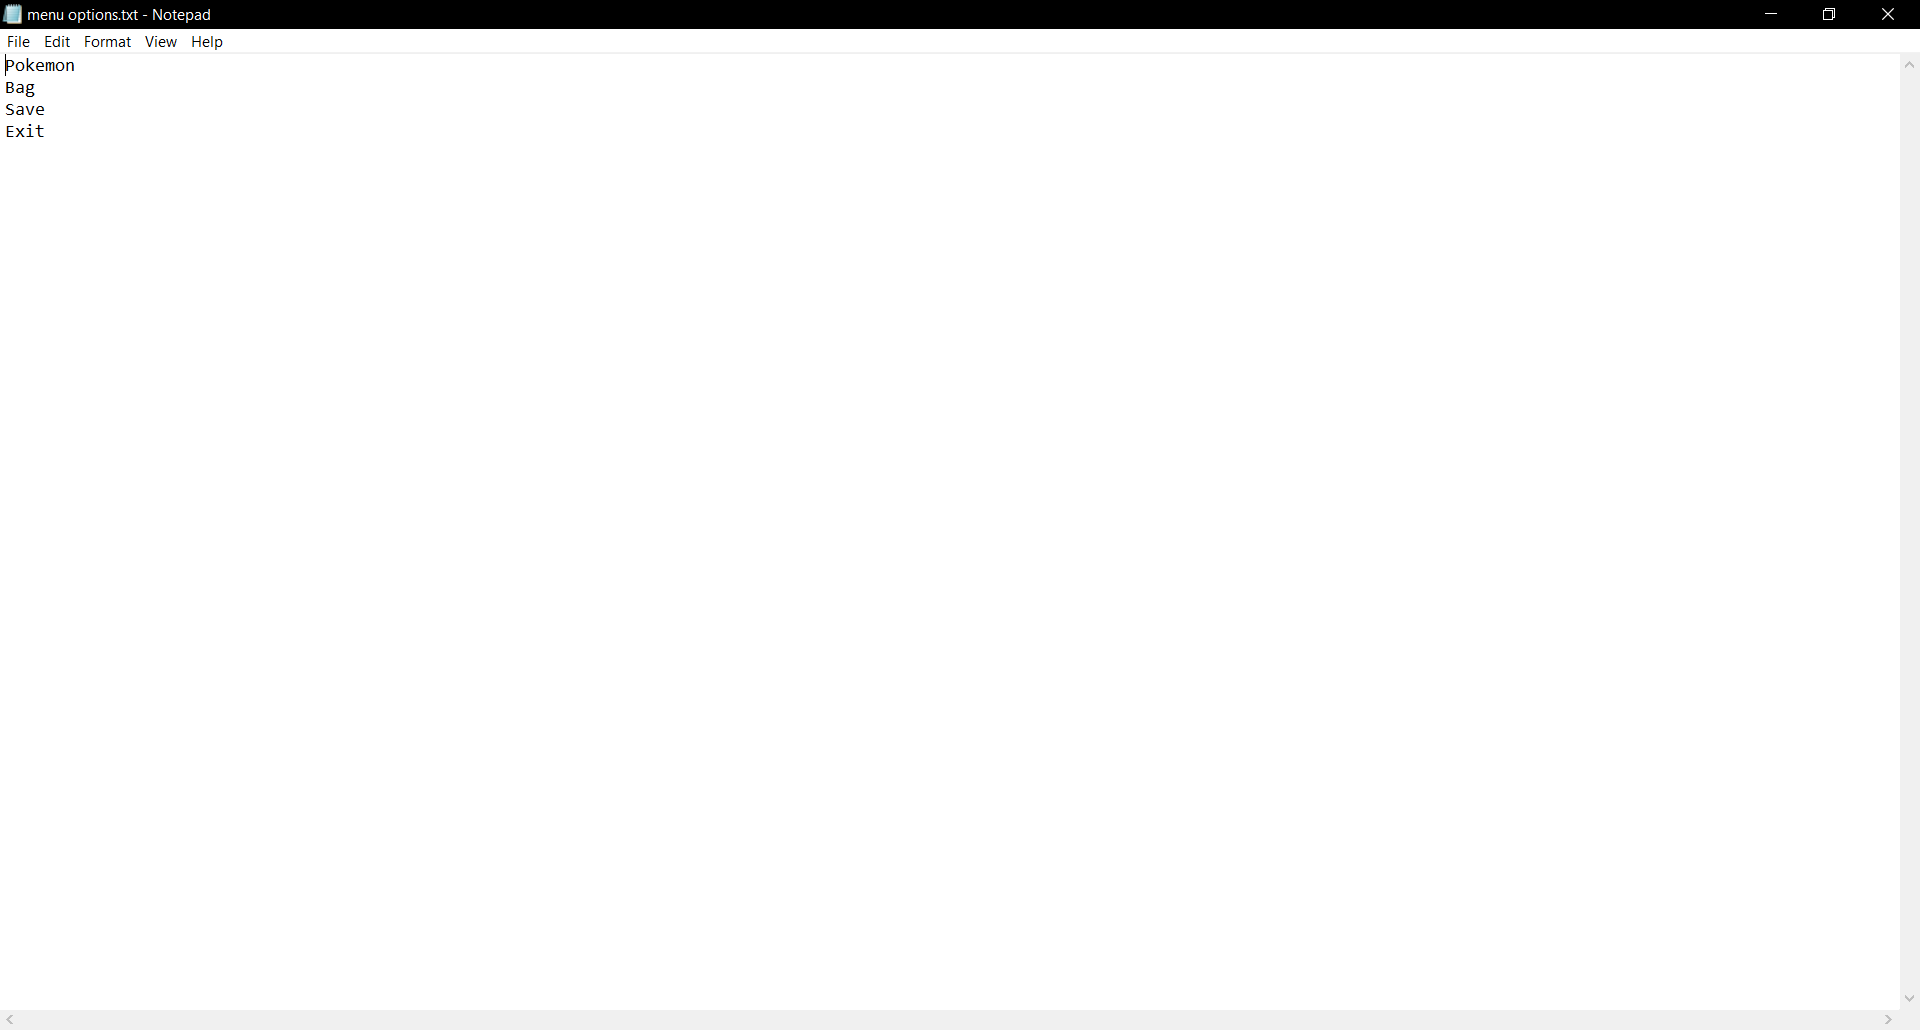 menu options.txt - Notepad
File Edit Format View Help
Pokemon
Bag
Save
Exit